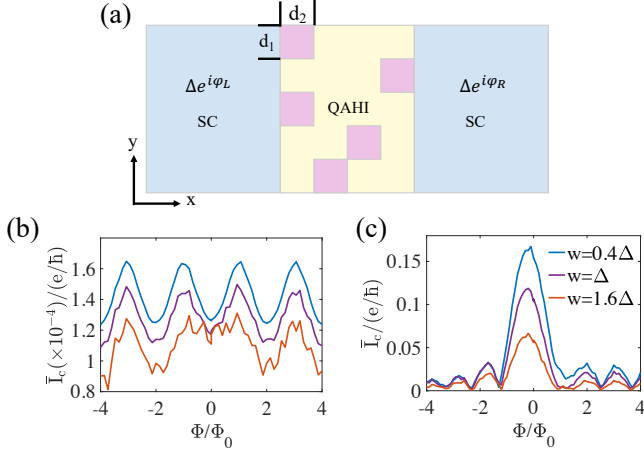 (a)
d₂
d₁
Δe^{iφ_L}
Δe^{iφ_R}
SC
QAHI
SC
y
x
(b)
(c)
Ī_c(×10⁻⁴)/(e/ħ)
1.6
1.4
1.2
1
0.8
-4 -2 0 2 4
Φ/Φ₀
Ī_c/(e/ħ)
0.15
0.1
0.05
0
w=0.4Δ
w=Δ
w=1.6Δ
-4 -2 0 2 4
Φ/Φ₀